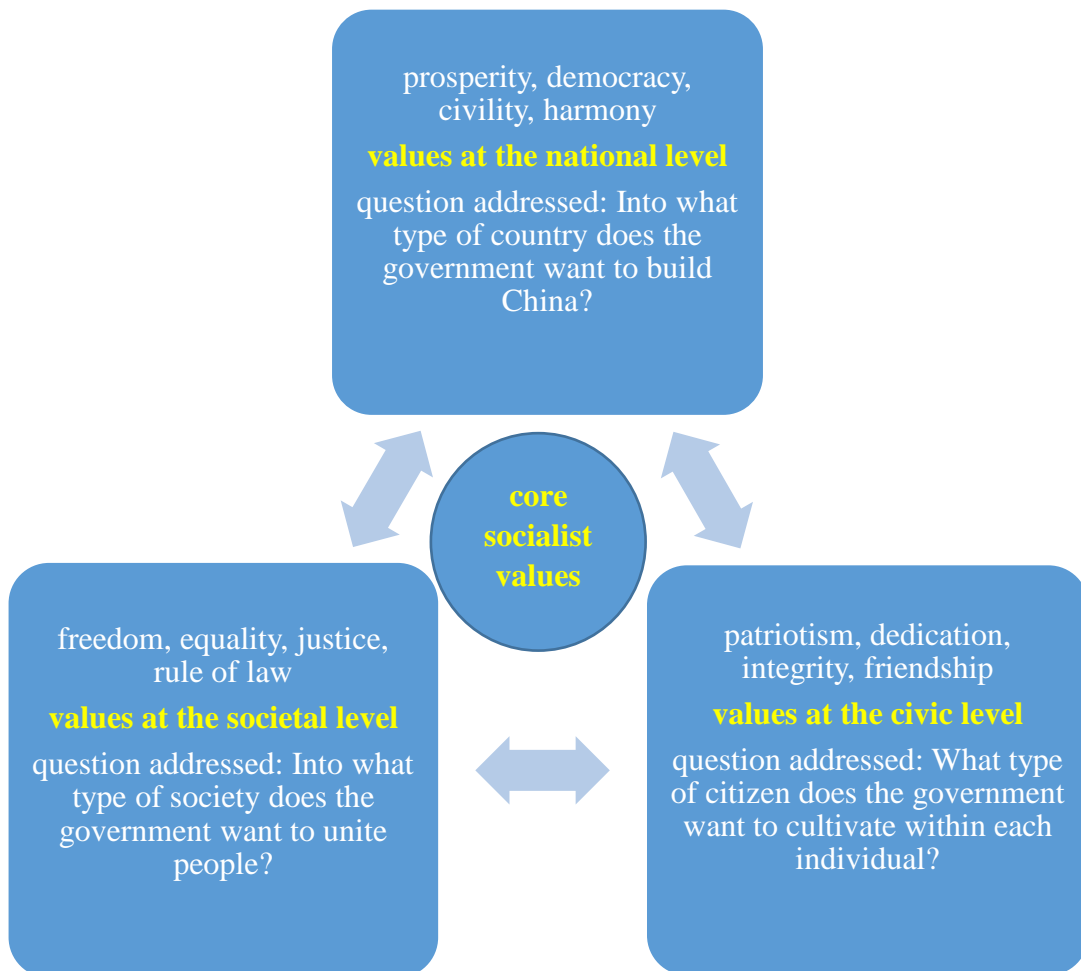 prosperity, democracy,
civility, harmony
values at the national level
question addressed: Into what
type of country does the
government want to build
China?
core
socialist
values
freedom, equality, justice,
rule of law
values at the societal level
question addressed: Into what
type of society does the
government want to unite
people?
patriotism, dedication,
integrity, friendship
values at the civic level
question addressed: What type
of citizen does the government
want to cultivate within each
individual?